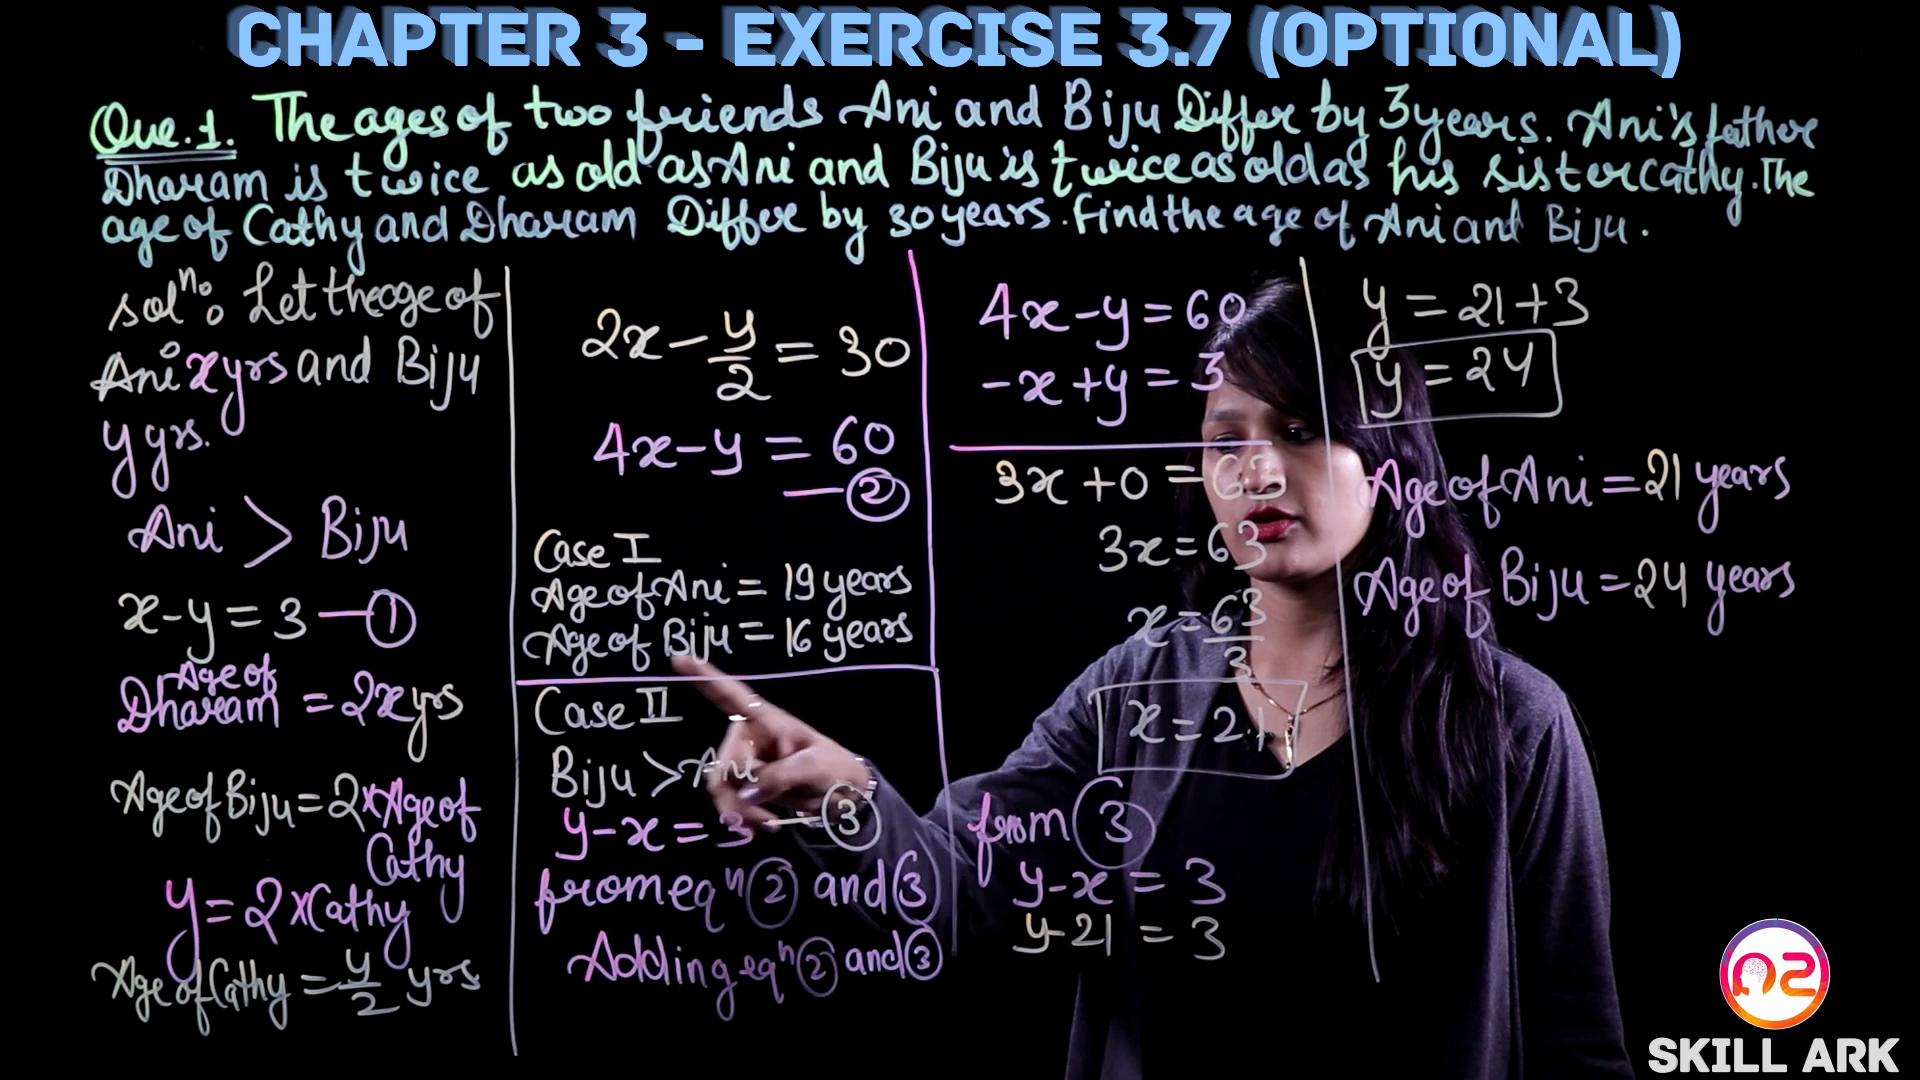 CHAPTER 3 - EXERCISE 3.7 (OPTIONAL)
Que.1. The ages of two friends Ani and Biju Differ by 3 years. Ani's father
Dharam is twice as old as Ani and Biju is twice as old as his sister Cathy. The
age of Cathy and Dharam Differ by 30 years. Find the age of Ani and Biju.
solⁿ: Let the age of
Ani x yrs and Biju
y yrs.
Ani > Biju
x-y = 3 — ①
Age of
Dharam = 2x yrs
Age of Biju = 2 x Age of
Cathy
y = 2 x Cathy
Age of Cathy = y/2 yrs
2x - y/2 = 30
4x - y = 60
— ②
Case I
Age of Ani = 19 years
Age of Biju = 16 years
Case II
Biju > Ani
y - x = 3 — ③
from eqⁿ ② and ③
Adding eqⁿ ② and ③
4x - y = 60
-x + y = 3
3x + 0 = 63
3x = 63
x = 63/3
x = 21
from ③
y - x = 3
y - 21 = 3
y = 21 + 3
y = 24
Age of Ani = 21 years
Age of Biju = 24 years
SKILL ARK